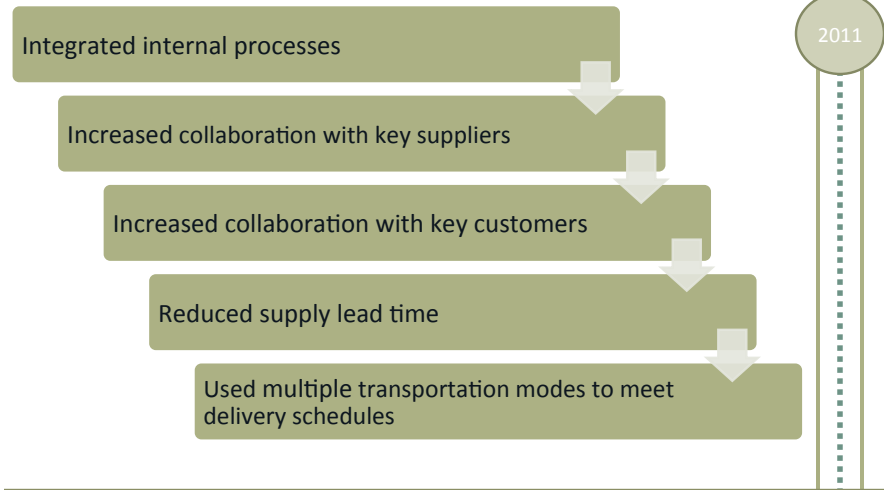 2011
Integrated internal processes
Increased collaboration with key suppliers
Increased collaboration with key customers
Reduced supply lead time
Used multiple transportation modes to meet
delivery schedules